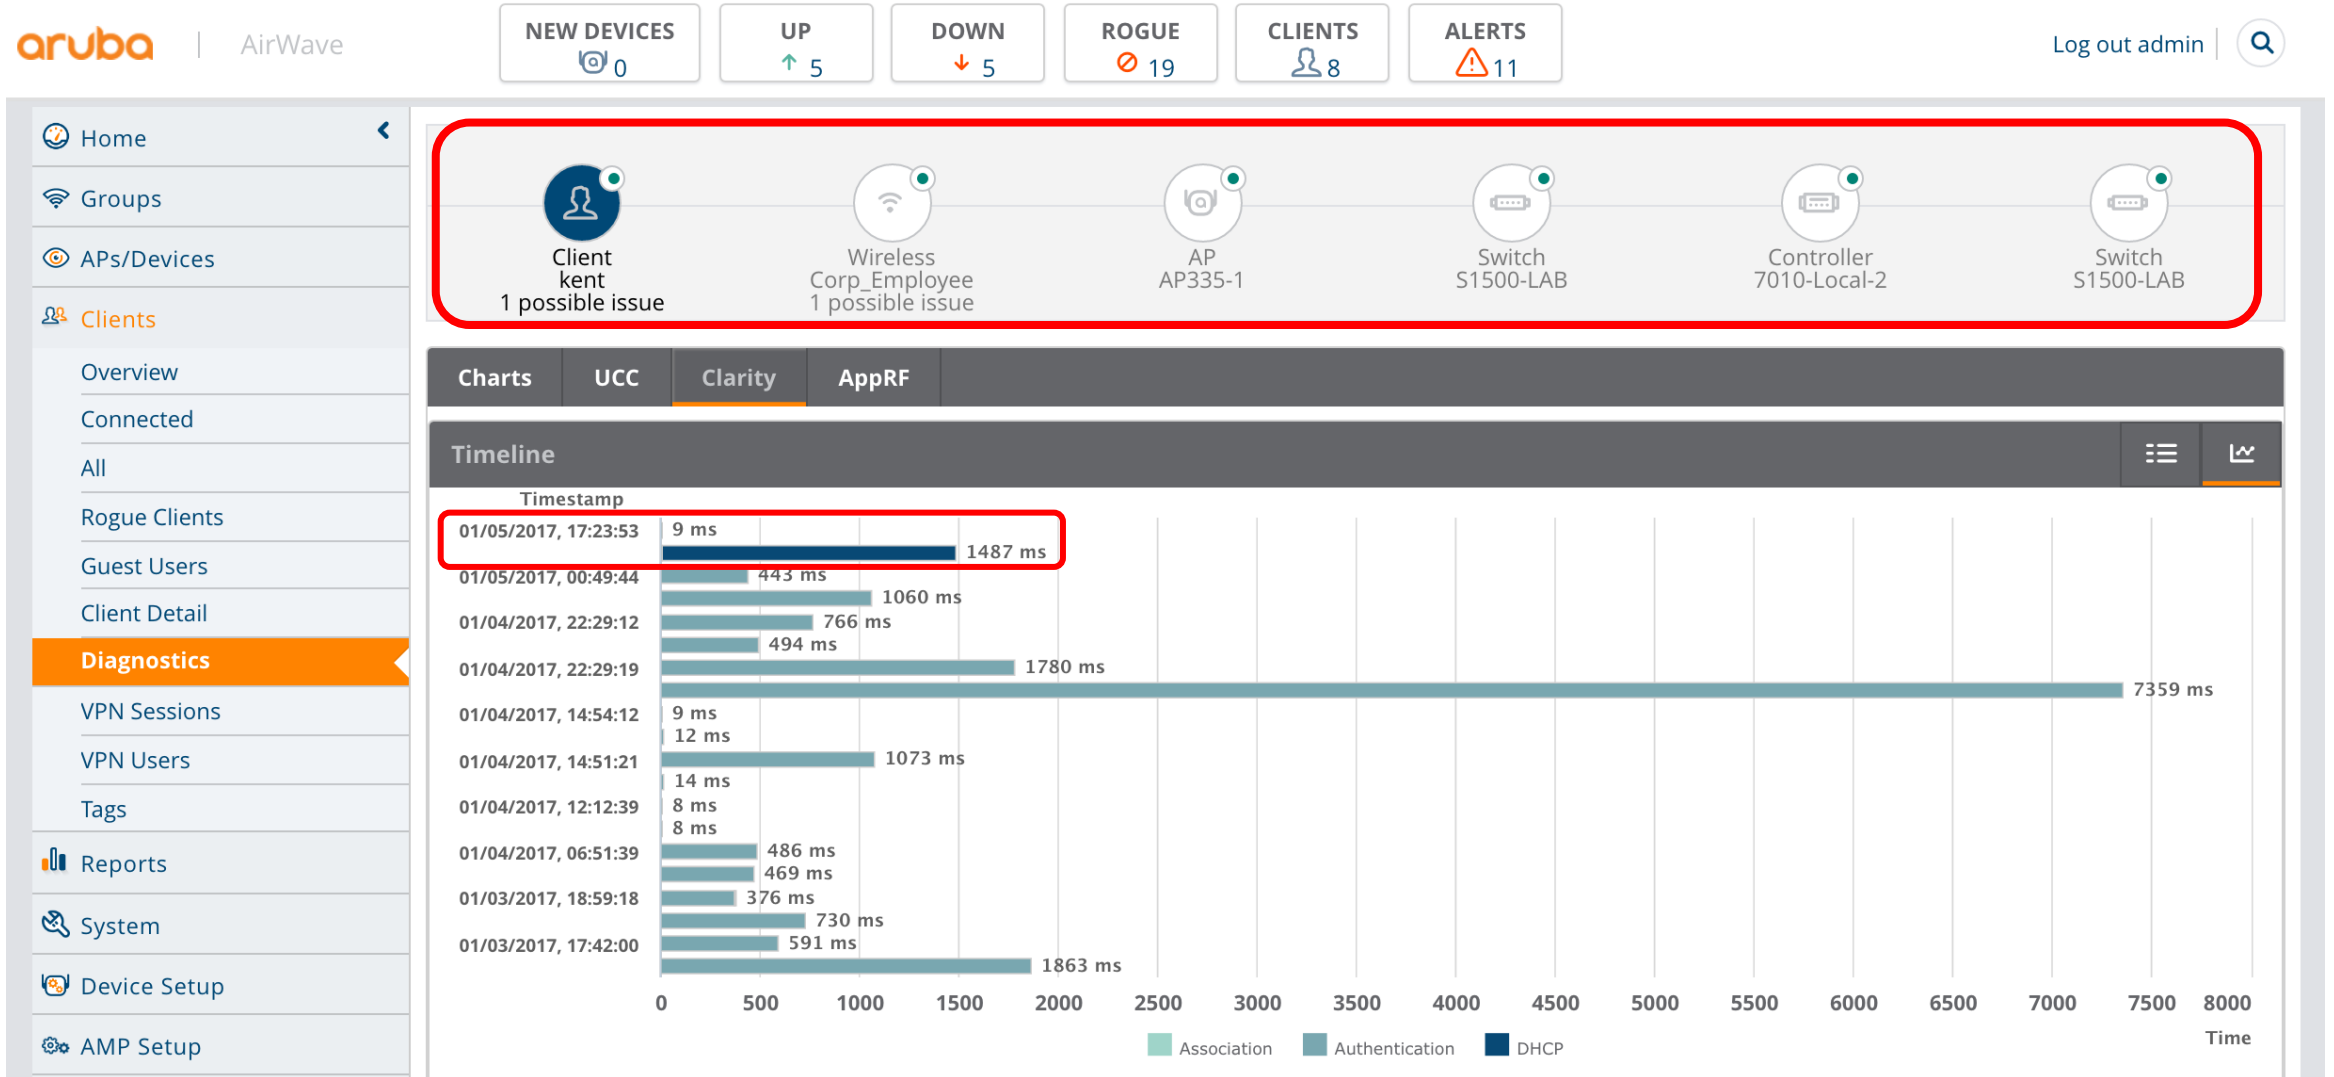 aruba | AirWave
NEW DEVICES
0
UP
5
DOWN
5
ROGUE
19
CLIENTS
8
ALERTS
11
Log out admin
Home
Groups
APs/Devices
Clients
Overview
Connected
All
Rogue Clients
Guest Users
Client Detail
Diagnostics
VPN Sessions
VPN Users
Tags
Reports
System
Device Setup
AMP Setup
Client
kent
1 possible issue
Wireless
Corp_Employee
1 possible issue
AP
AP335-1
Switch
S1500-LAB
Controller
7010-Local-2
Switch
S1500-LAB
Charts UCC Clarity AppRF
Timeline
Timestamp
01/05/2017, 17:23:53 9 ms
1487 ms
01/05/2017, 00:49:44 443 ms
1060 ms
01/04/2017, 22:29:12 766 ms
494 ms
01/04/2017, 22:29:19 1780 ms
7359 ms
01/04/2017, 14:54:12 9 ms
12 ms
01/04/2017, 14:51:21 1073 ms
14 ms
01/04/2017, 12:12:39 8 ms
8 ms
01/04/2017, 06:51:39 486 ms
469 ms
01/03/2017, 18:59:18 376 ms
730 ms
01/03/2017, 17:42:00 591 ms
1863 ms
0 500 1000 1500 2000 2500 3000 3500 4000 4500 5000 5500 6000 6500 7000 7500 8000
Time
Association Authentication DHCP